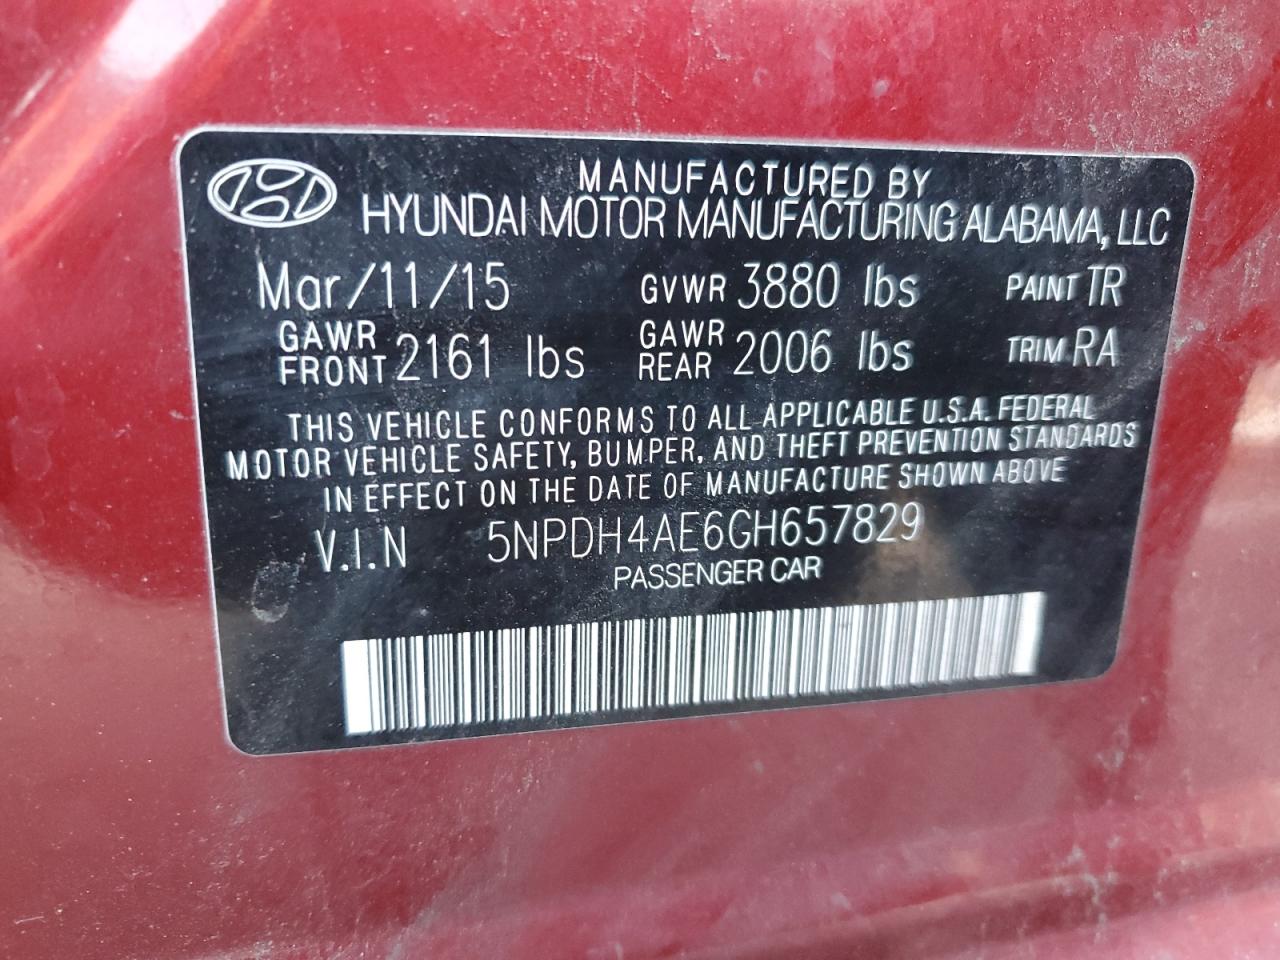 MANUFACTURED BY
HYUNDAI MOTOR MANUFACTURING ALABAMA, LLC
Mar/11/15 GVWR 3880 lbs PAINT TR
GAWR FRONT 2161 lbs GAWR REAR 2006 lbs TRIM RA
THIS VEHICLE CONFORMS TO ALL APPLICABLE U.S.A. FEDERAL
MOTOR VEHICLE SAFETY, BUMPER, AND THEFT PREVENTION STANDARDS
IN EFFECT ON THE DATE OF MANUFACTURE SHOWN ABOVE
V.I.N 5NPDH4AE6GH657829
PASSENGER CAR